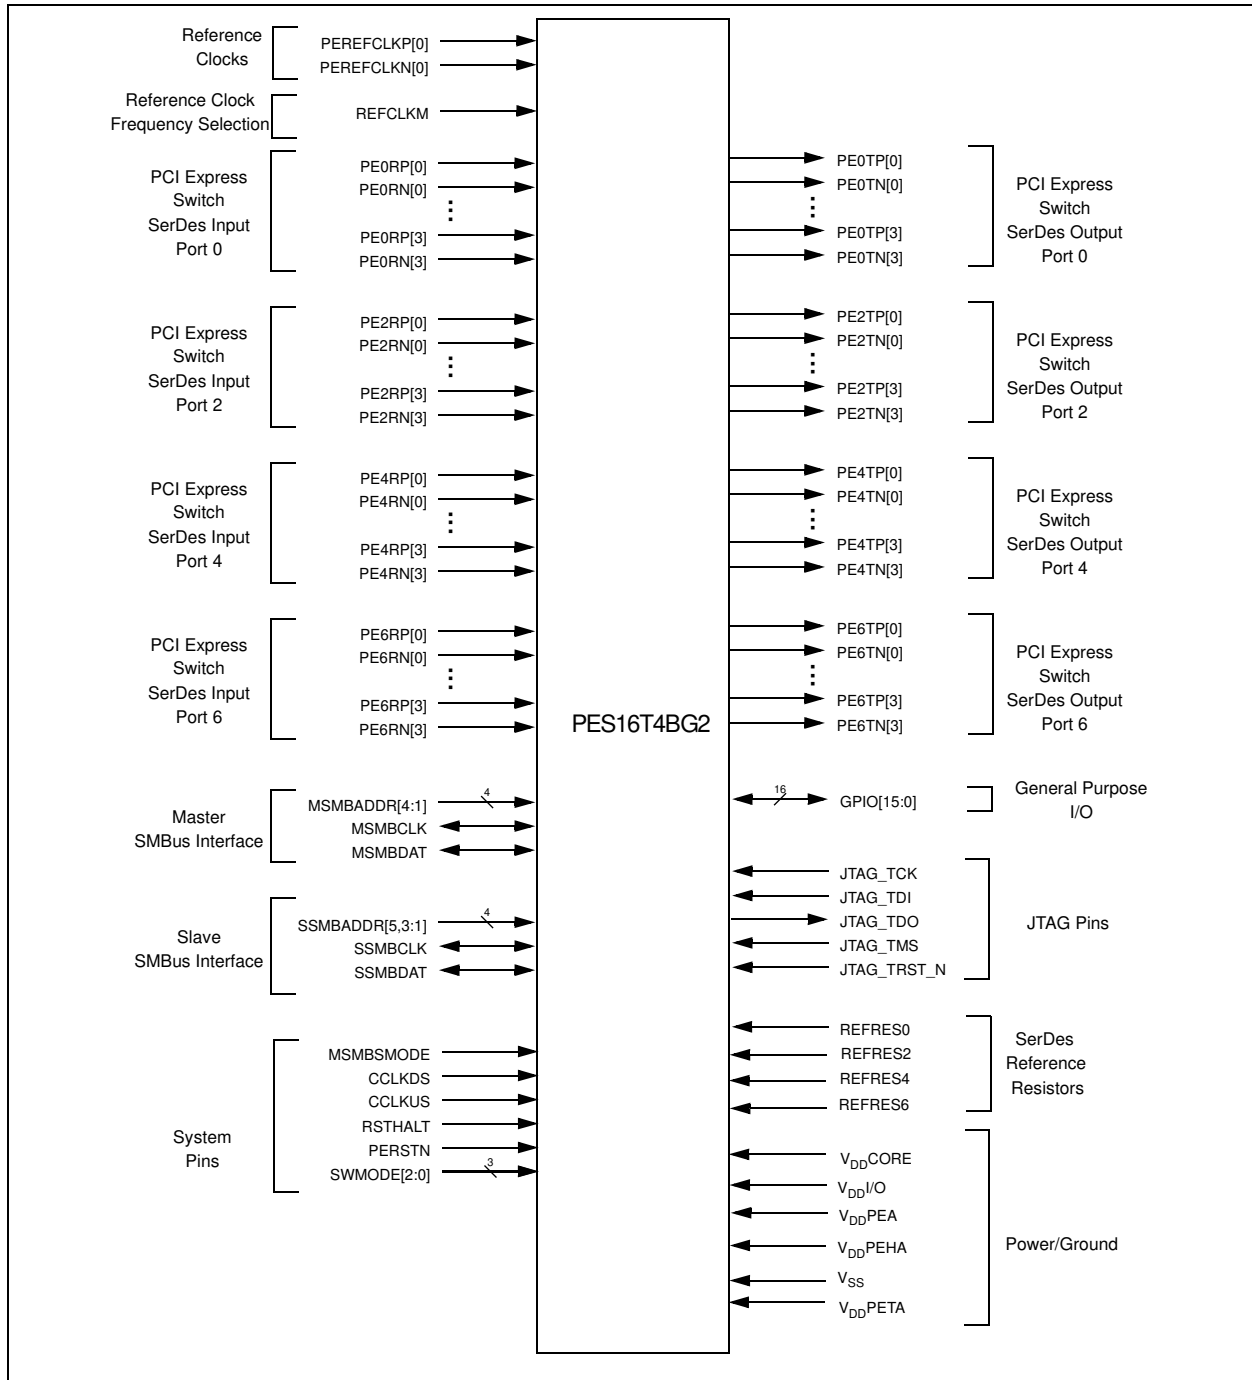 Reference
Clocks
PEREFCLKP[0]
PEREFCLKN[0]
Reference Clock
Frequency Selection
REFCLKM
PCI Express
Switch
SerDes Input
Port 0
PE0RP[0]
PE0RN[0]
PE0RP[3]
PE0RN[3]
PCI Express
Switch
SerDes Input
Port 2
PE2RP[0]
PE2RN[0]
PE2RP[3]
PE2RN[3]
PCI Express
Switch
SerDes Input
Port 4
PE4RP[0]
PE4RN[0]
PE4RP[3]
PE4RN[3]
PCI Express
Switch
SerDes Input
Port 6
PE6RP[0]
PE6RN[0]
PE6RP[3]
PE6RN[3]
Master
SMBus Interface
MSMBADDR[4:1]
4
MSMBCLK
MSMBDAT
Slave
SMBus Interface
SSMBADDR[5,3:1]
4
SSMBCLK
SSMBDAT
System
Pins
MSMBSMODE
CCLKDS
CCLKUS
RSTHALT
PERSTN
SWMODE[2:0]
3
PES16T4BG2
PE0TP[0]
PE0TN[0]
PE0TP[3]
PE0TN[3]
PCI Express
Switch
SerDes Output
Port 0
PE2TP[0]
PE2TN[0]
PE2TP[3]
PE2TN[3]
PCI Express
Switch
SerDes Output
Port 2
PE4TP[0]
PE4TN[0]
PE4TP[3]
PE4TN[3]
PCI Express
Switch
SerDes Output
Port 4
PE6TP[0]
PE6TN[0]
PE6TP[3]
PE6TN[3]
PCI Express
Switch
SerDes Output
Port 6
16
GPIO[15:0]
General Purpose
I/O
JTAG_TCK
JTAG_TDI
JTAG_TDO
JTAG_TMS
JTAG_TRST_N
JTAG Pins
REFRES0
REFRES2
REFRES4
REFRES6
SerDes
Reference
Resistors
VDDCORE
VDDI/O
VDDPEA
VDDPEHA
VSS
VDDPETA
Power/Ground